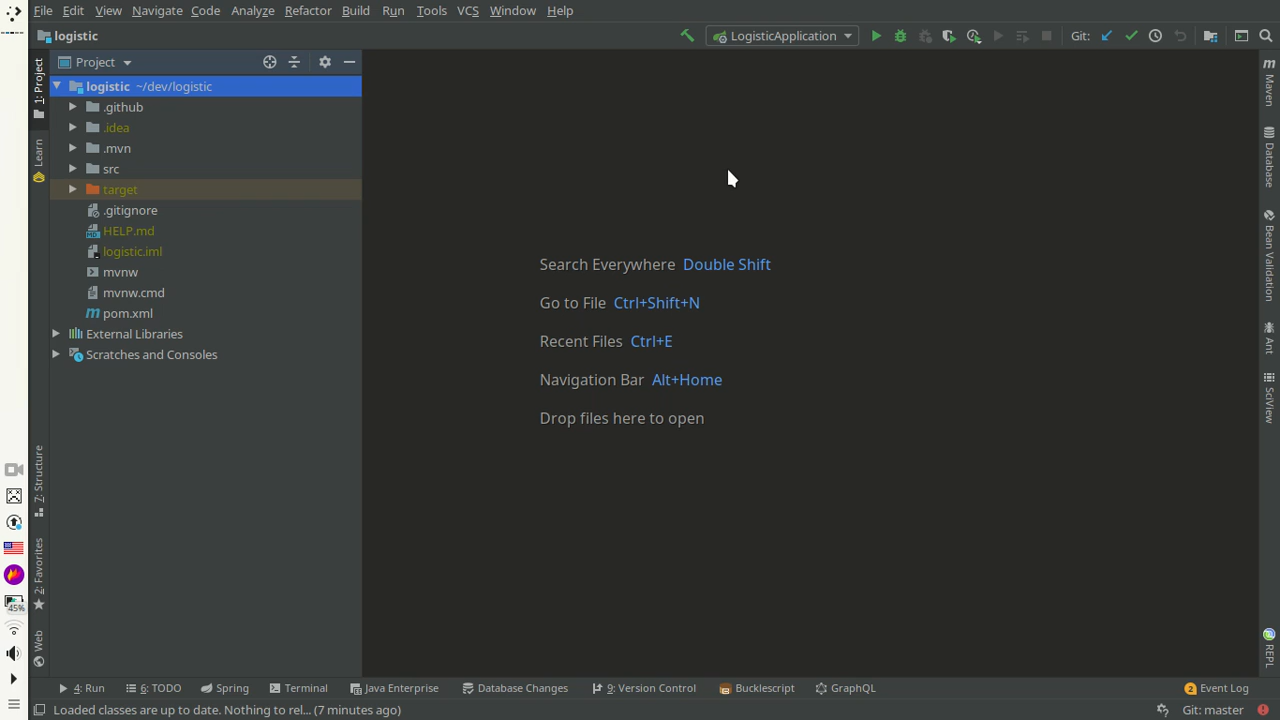 File Edit View Navigate Code Analyze Refactor Build Run Tools VCS Window Help
logistic
LogisticApplication
Git:
1: Project
Learn
7: Structure
2: Favorites
Web
Project
logistic ~/dev/logistic
.github
.idea
.mvn
src
target
.gitignore
HELP.md
logistic.iml
mvnw
mvnw.cmd
pom.xml
External Libraries
Scratches and Consoles
Search Everywhere Double Shift
Go to File Ctrl+Shift+N
Recent Files Ctrl+E
Navigation Bar Alt+Home
Drop files here to open
Maven
Database
Bean Validation
Ant
SciView
REPL
45%
4: Run 6: TODO Spring Terminal Java Enterprise Database Changes 9: Version Control Bucklescript GraphQL 2 Event Log
Loaded classes are up to date. Nothing to rel... (7 minutes ago) Git: master